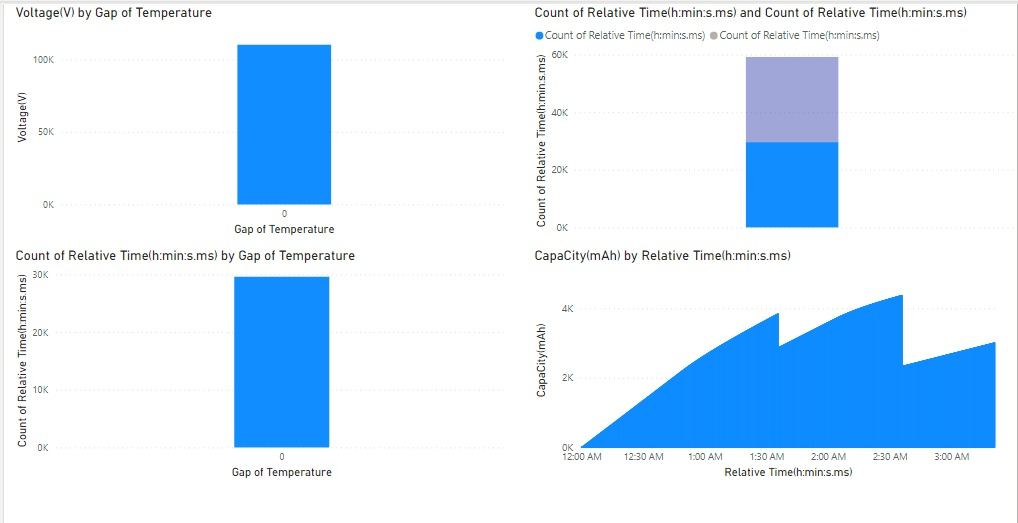 Voltage(V) by Gap of Temperature
100K
50K
0K
Voltage(V)
0
Gap of Temperature
Count of Relative Time(h:min:s.ms) and Count of Relative Time(h:min:s.ms)
Count of Relative Time(h:min:s.ms) Count of Relative Time(h:min:s.ms)
60K
40K
20K
0K
Count of Relative Time(h:min:s.ms)
Count of Relative Time(h:min:s.ms) by Gap of Temperature
30K
20K
10K
0K
Count of Relative Time(h:min:s.ms)
0
Gap of Temperature
CapaCity(mAh) by Relative Time(h:min:s.ms)
4K
2K
0K
CapaCity(mAh)
12:00 AM 12:30 AM 1:00 AM 1:30 AM 2:00 AM 2:30 AM 3:00 AM
Relative Time(h:min:s.ms)